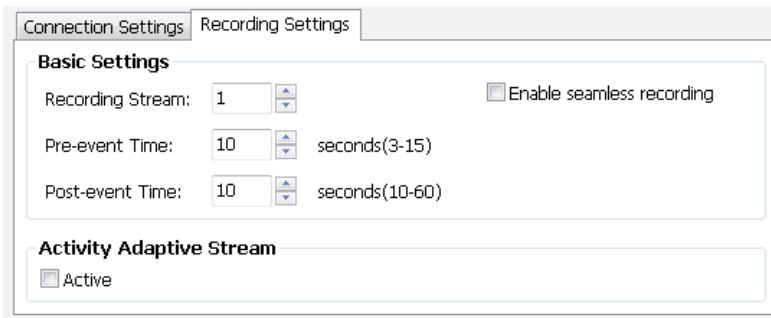 Connection Settings Recording Settings
Basic Settings
Recording Stream: 1 Enable seamless recording
Pre-event Time: 10 seconds(3-15)
Post-event Time: 10 seconds(10-60)
Activity Adaptive Stream
Active